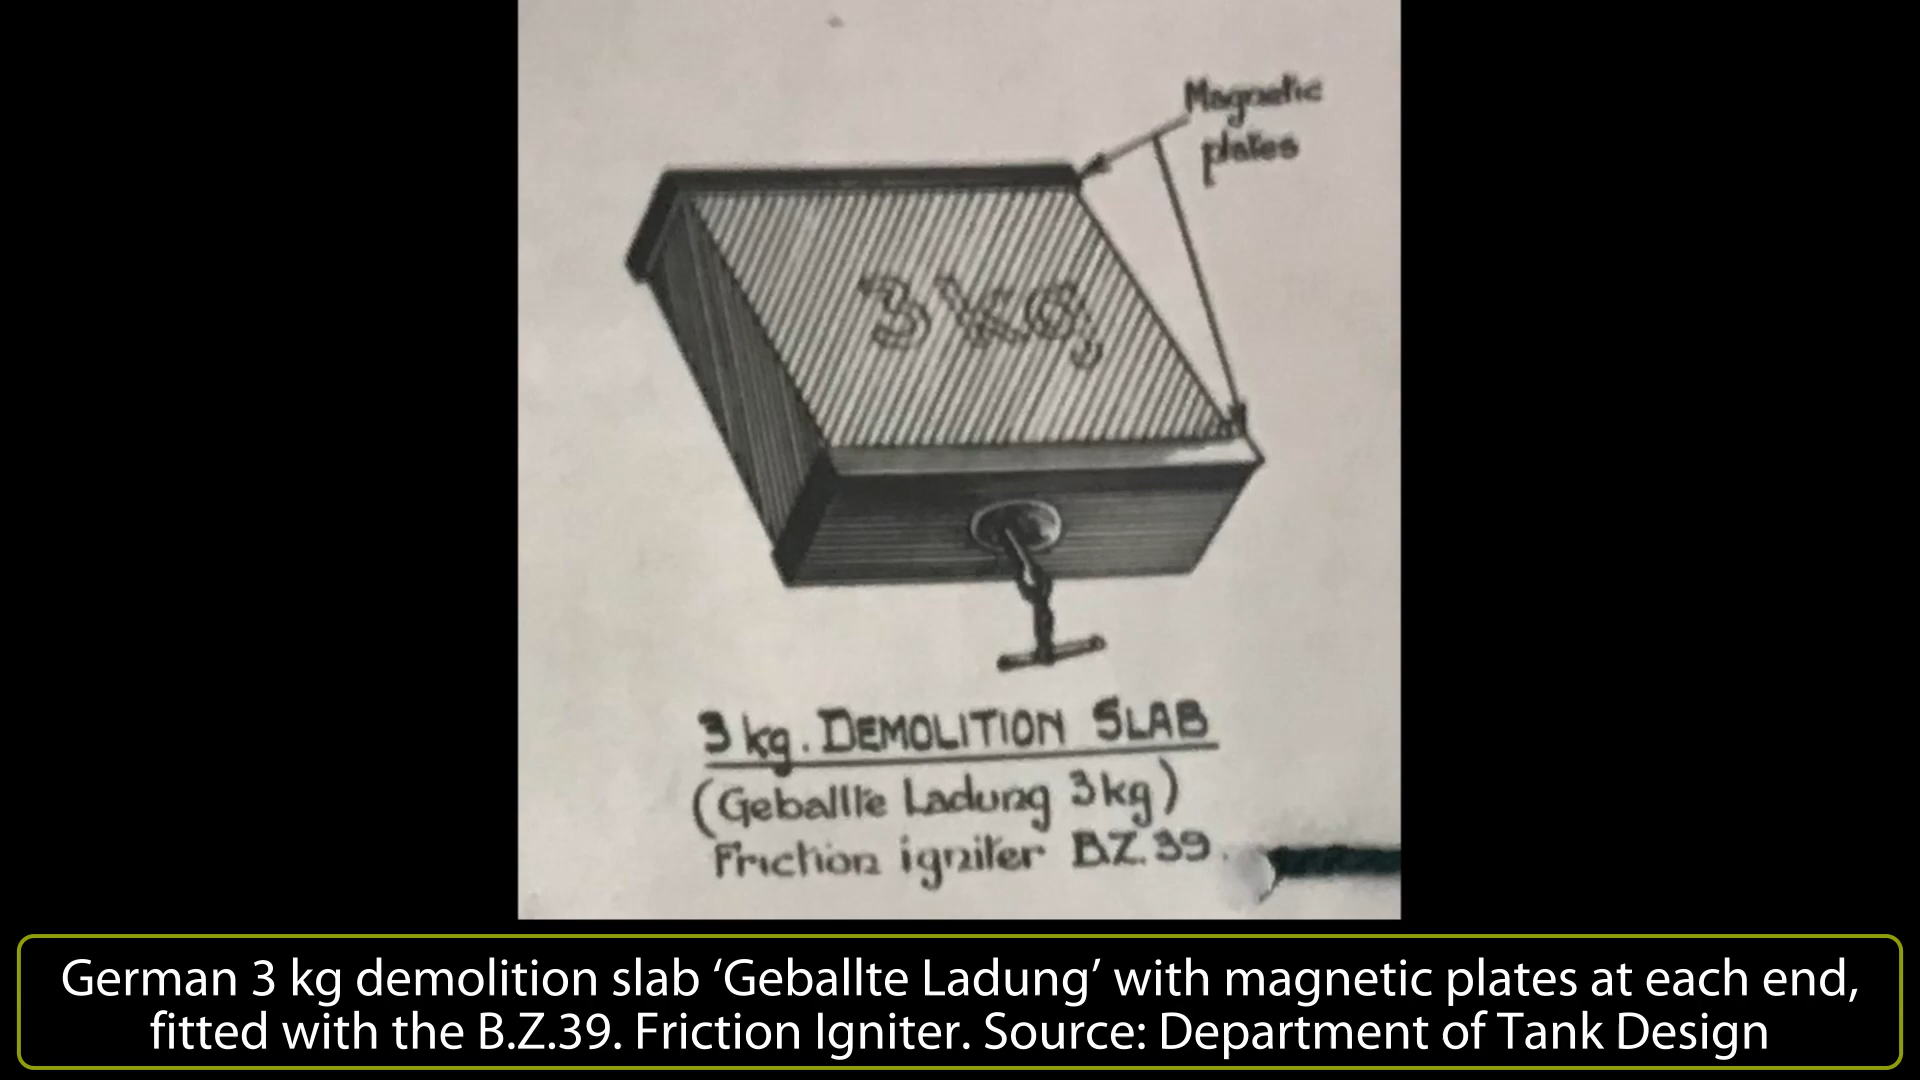 Magnetic
plates
3kg
3 kg. DEMOLITION SLAB
(Geballte Ladung 3kg)
Friction igniter B.Z.39.
German 3 kg demolition slab ‘Geballte Ladung’ with magnetic plates at each end,
fitted with the B.Z.39. Friction Igniter. Source: Department of Tank Design